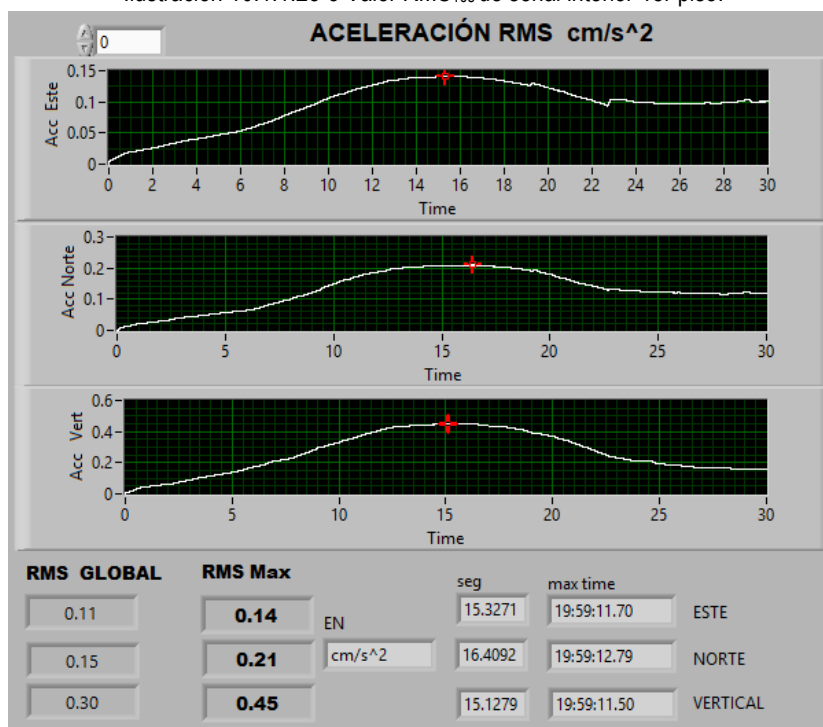 ACELERACIÓN RMS cm/s^2
0
Acc Este
0.15
0.1
0.05
0
0 2 4 6 8 10 12 14 16 18 20 22 24 26 28 30
Time
Acc Norte
0.3
0.2
0.1
0
0 5 10 15 20 25 30
Time
Acc Vert
0.6
0.4
0.2
0
0 5 10 15 20 25 30
Time
RMS GLOBAL RMS Max seg max time
0.11 0.14 EN 15.3271 19:59:11.70 ESTE
0.15 0.21 cm/s^2 16.4092 19:59:12.79 NORTE
0.30 0.45 15.1279 19:59:11.50 VERTICAL